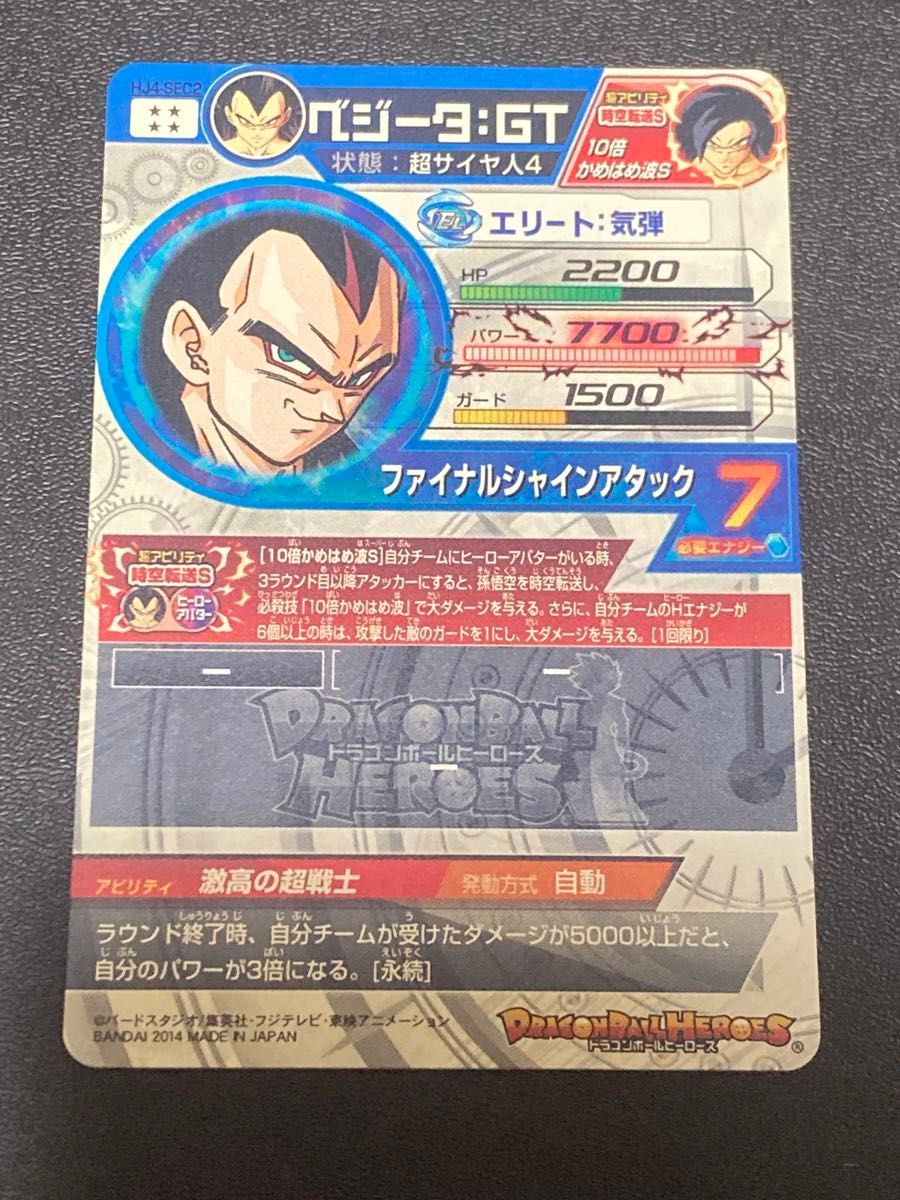 HJ4-SEC2
ベジータ:GT
状態：超サイヤ人4
超アビリティ
時空転送S
10倍
かめはめ波S
EL エリート:気弾
HP 2200
パワー 7700
ガード 1500
ファイナルシャインアタック 7
必要エナジー
超アビリティ
時空転送S
ヒーロー
アバター
[10倍かめはめ波S]自分チームにヒーローアバターがいる時、
3ラウンド目以降アタッカーにすると、孫悟空を時空転送し、
必殺技「10倍かめはめ波」で大ダメージを与える。さらに、自分チームのHエナジーが
6個以上の時は、攻撃した敵のガードを1にし、大ダメージを与える。[1回限り]
ー [ ー ]
DRAGONBALL
ドラゴンボールヒーローズ
HEROES
ー
アビリティ 激高の超戦士 発動方式 自動
ラウンド終了時、自分チームが受けたダメージが5000以上だと、
自分のパワーが3倍になる。[永続]
©バードスタジオ/集英社・フジテレビ・東映アニメーション
BANDAI 2014 MADE IN JAPAN
DRAGONBALL HEROES
ドラゴンボールヒーローズ ®